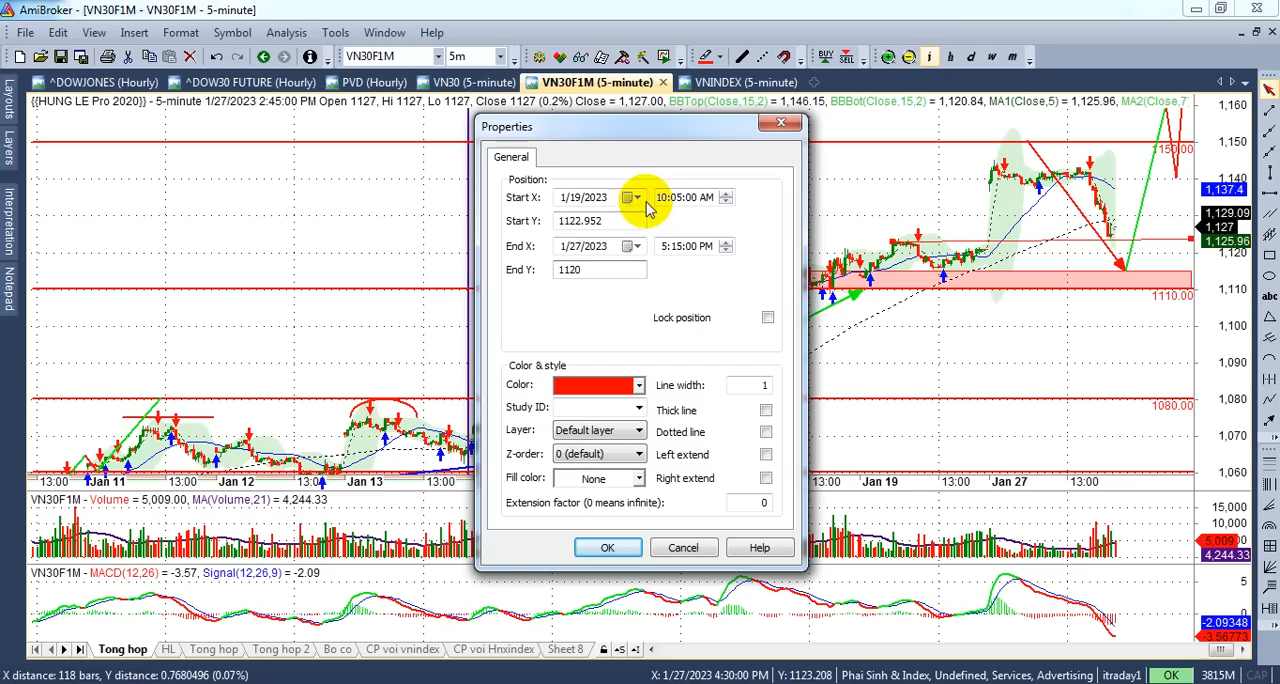 AmiBroker - [VN30F1M - VN30F1M - 5-minute]
File Edit View Insert Format Symbol Analysis Tools Window Help
VN30F1M 5m BUY SELL i h d w m
^DOWJONES (Hourly) ^DOW30 FUTURE (Hourly) PVD (Hourly) VN30 (5-minute) VN30F1M (5-minute) VNINDEX (5-minute)
{{HUNG LE Pro 2020}} - 5-minute 1/27/2023 2:45:00 PM Open 1127, Hi 1127, Lo 1127, Close 1127 (0.2%) Close = 1,127.00, BBTop(Close,15,2) = 1,146.15, BBBot(Close,15,2) = 1,120.84, MA1(Close,5) = 1,125.96, MA2(Close,7
Layouts
Layers
Interpretation
Notepad
Properties
General
Position:
Start X: 1/19/2023 10:05:00 AM
Start Y: 1122.952
End X: 1/27/2023 5:15:00 PM
End Y: 1120
Lock position
Color & style
Color: Line width: 1
Study ID: Thick line
Layer: Default layer Dotted line
Z-order: 0 (default) Left extend
Fill color: None Right extend
Extension factor (0 means infinite): 0
OK Cancel Help
1,160
1,150
1150.00
1,140
1,137.4
1,129.09
1,127
1,125.96
1,110
1110.00
1,100
1,090
1,080
1080.00
1,070
1,060
abc
13:00 Jan 11 13:00 Jan 12 13:00 Jan 13 13:00 13:00 Jan 19 13:00 Jan 27 13:00
VN30F1M - Volume = 5,009.00, MA(Volume,21) = 4,244.33
15,000
10,000
5,009
4,244.33
VN30F1M - MACD(12,26) = -3.57, Signal(12,26,9) = -2.09
5
0
-2.09348
-3.56773
Tong hop HL Tong hop Tong hop 2 Bo co CP voi vnindex CP voi Hnxindex Sheet 8
X distance: 118 bars, Y distance: 0.7680496 (0.07%) X: 1/27/2023 4:30:00 PM Y: 1123.208 Phai Sinh & Index, Undefined, Services, Advertising itraday1 OK 3815M CAP